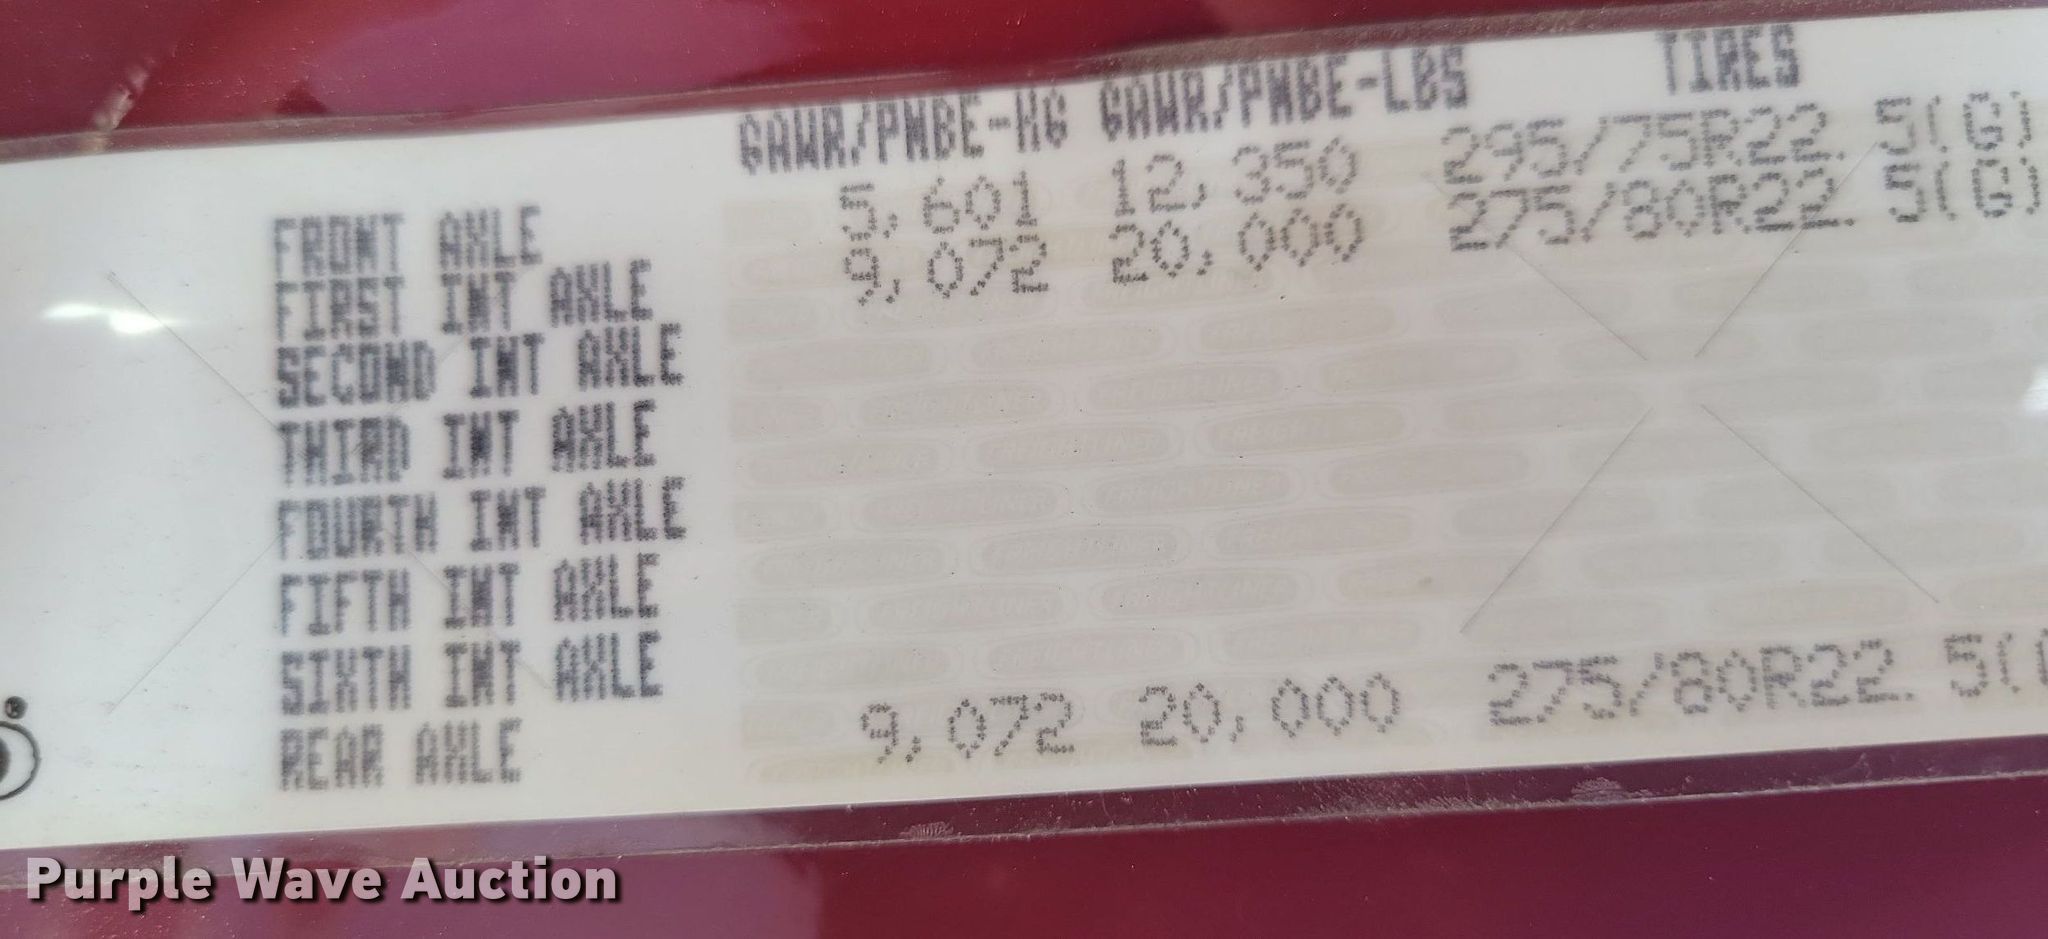 GAWR/PNBE-KG GAWR/PNBE-LBS TIRES
FRONT AXLE 5,601 12,350 295/75R22.5(G)
FIRST INT AXLE 9,072 20,000 275/80R22.5(G)
SECOND INT AXLE
THIRD INT AXLE
FOURTH INT AXLE
FIFTH INT AXLE
SIXTH INT AXLE
REAR AXLE 9,072 20,000 275/80R22.5(
®
Purple Wave Auction